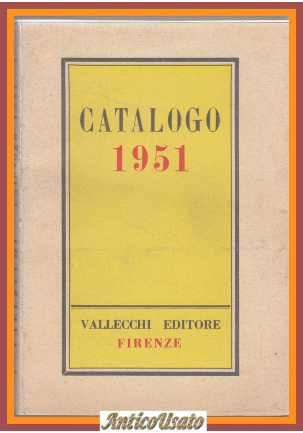 CATALOGO
1951
VALLECCHI EDITORE
FIRENZE
AnticoUsato